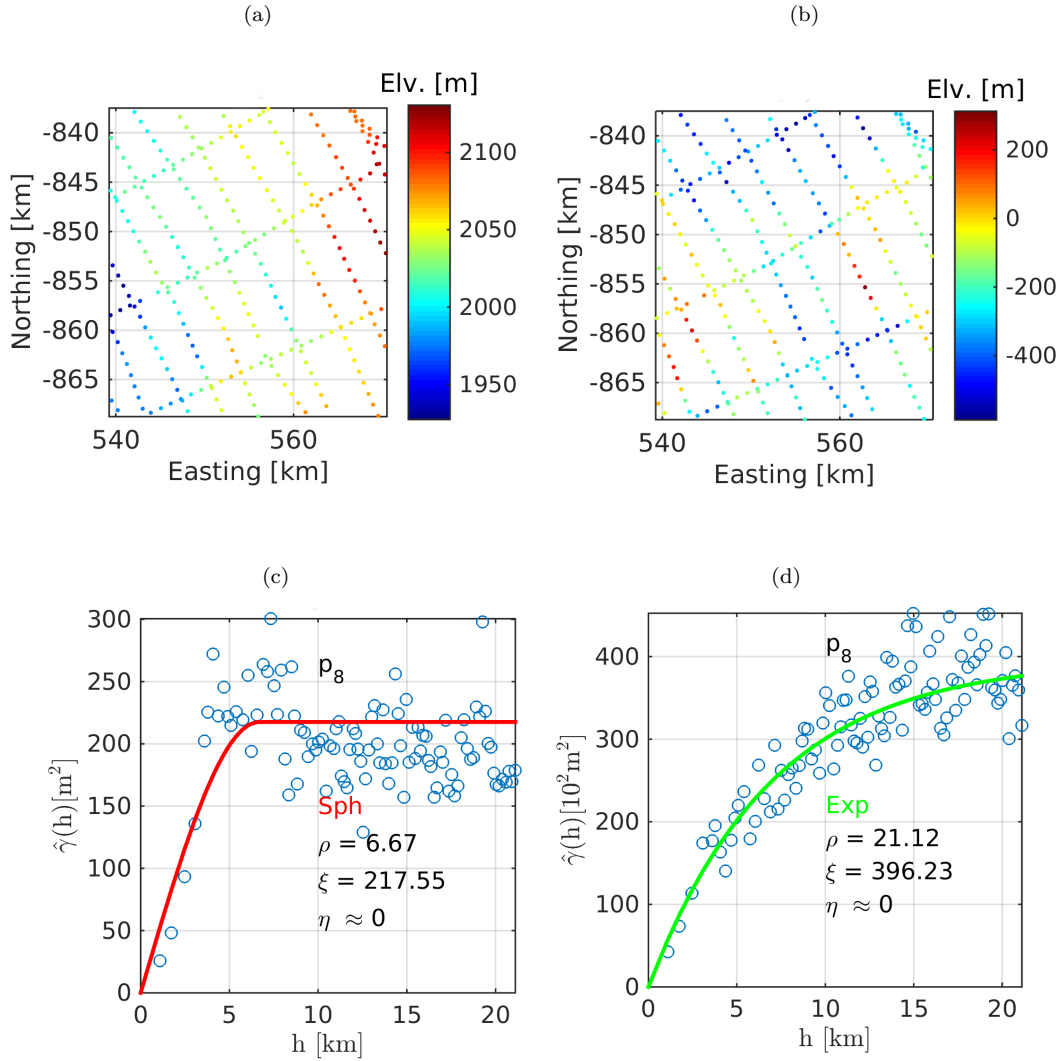 (a)
(b)
Elv. [m]
-840
-845
-850
-855
-860
-865
Northing [km]
540
560
Easting [km]
2100
2050
2000
1950
Elv. [m]
-840
-845
-850
-855
-860
-865
Northing [km]
540
560
Easting [km]
200
0
-200
-400
(c)
(d)
300
250
200
150
100
50
0
γ̂(h)[m²]
p₈
Sph
ρ = 6.67
ξ = 217.55
η ≈ 0
0
5
10
15
20
h [km]
400
300
200
100
0
γ̂(h)[10² m²]
p₈
Exp
ρ = 21.12
ξ = 396.23
η ≈ 0
0
5
10
15
20
h [km]